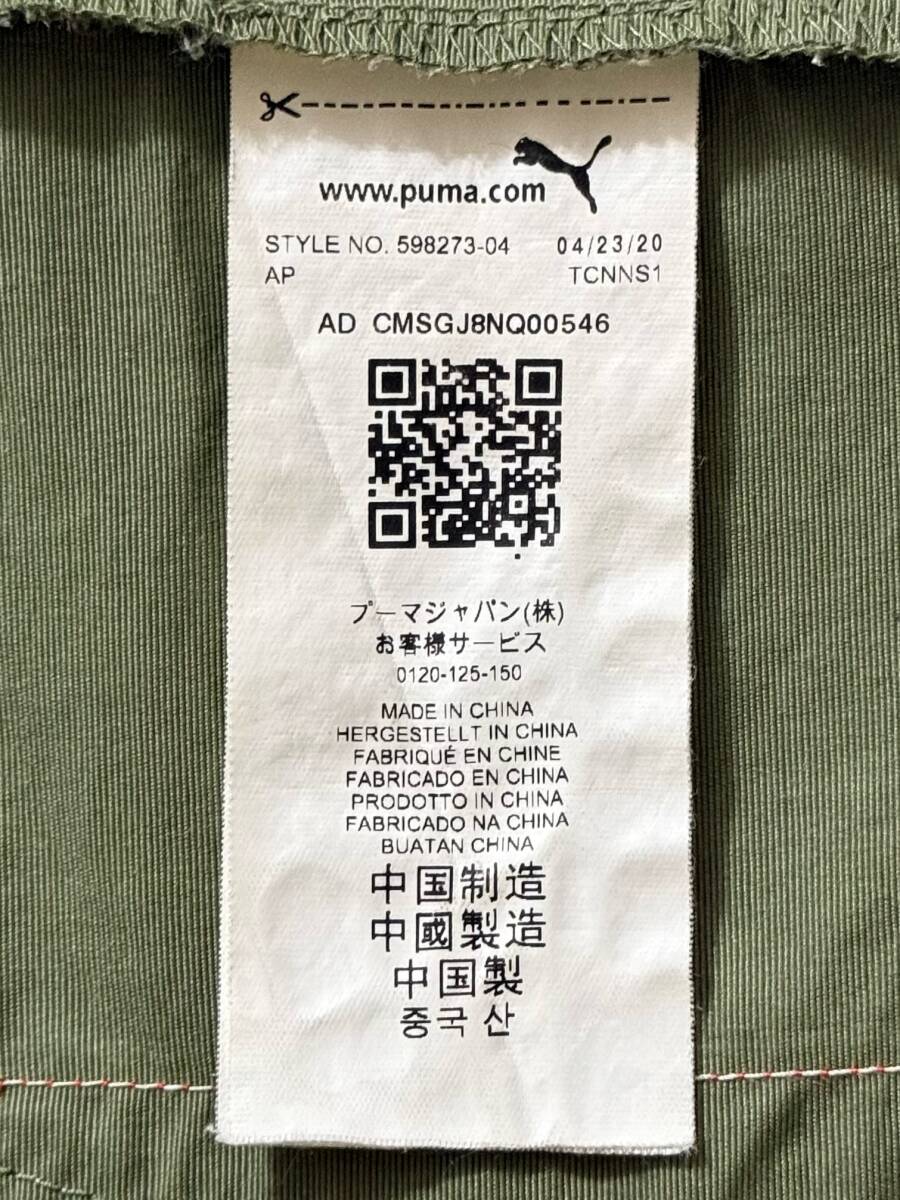 www.puma.com
STYLE NO. 598273-04 04/23/20
AP TCNNS1
AD CMSGJ8NQ00546
プーマジャパン(株)
お客様サービス
0120-125-150
MADE IN CHINA
HERGESTELLT IN CHINA
FABRIQUÉ EN CHINE
FABRICADO EN CHINA
PRODOTTO IN CHINA
FABRICADO NA CHINA
BUATAN CHINA
中国制造
中國製造
中国製
중국 산